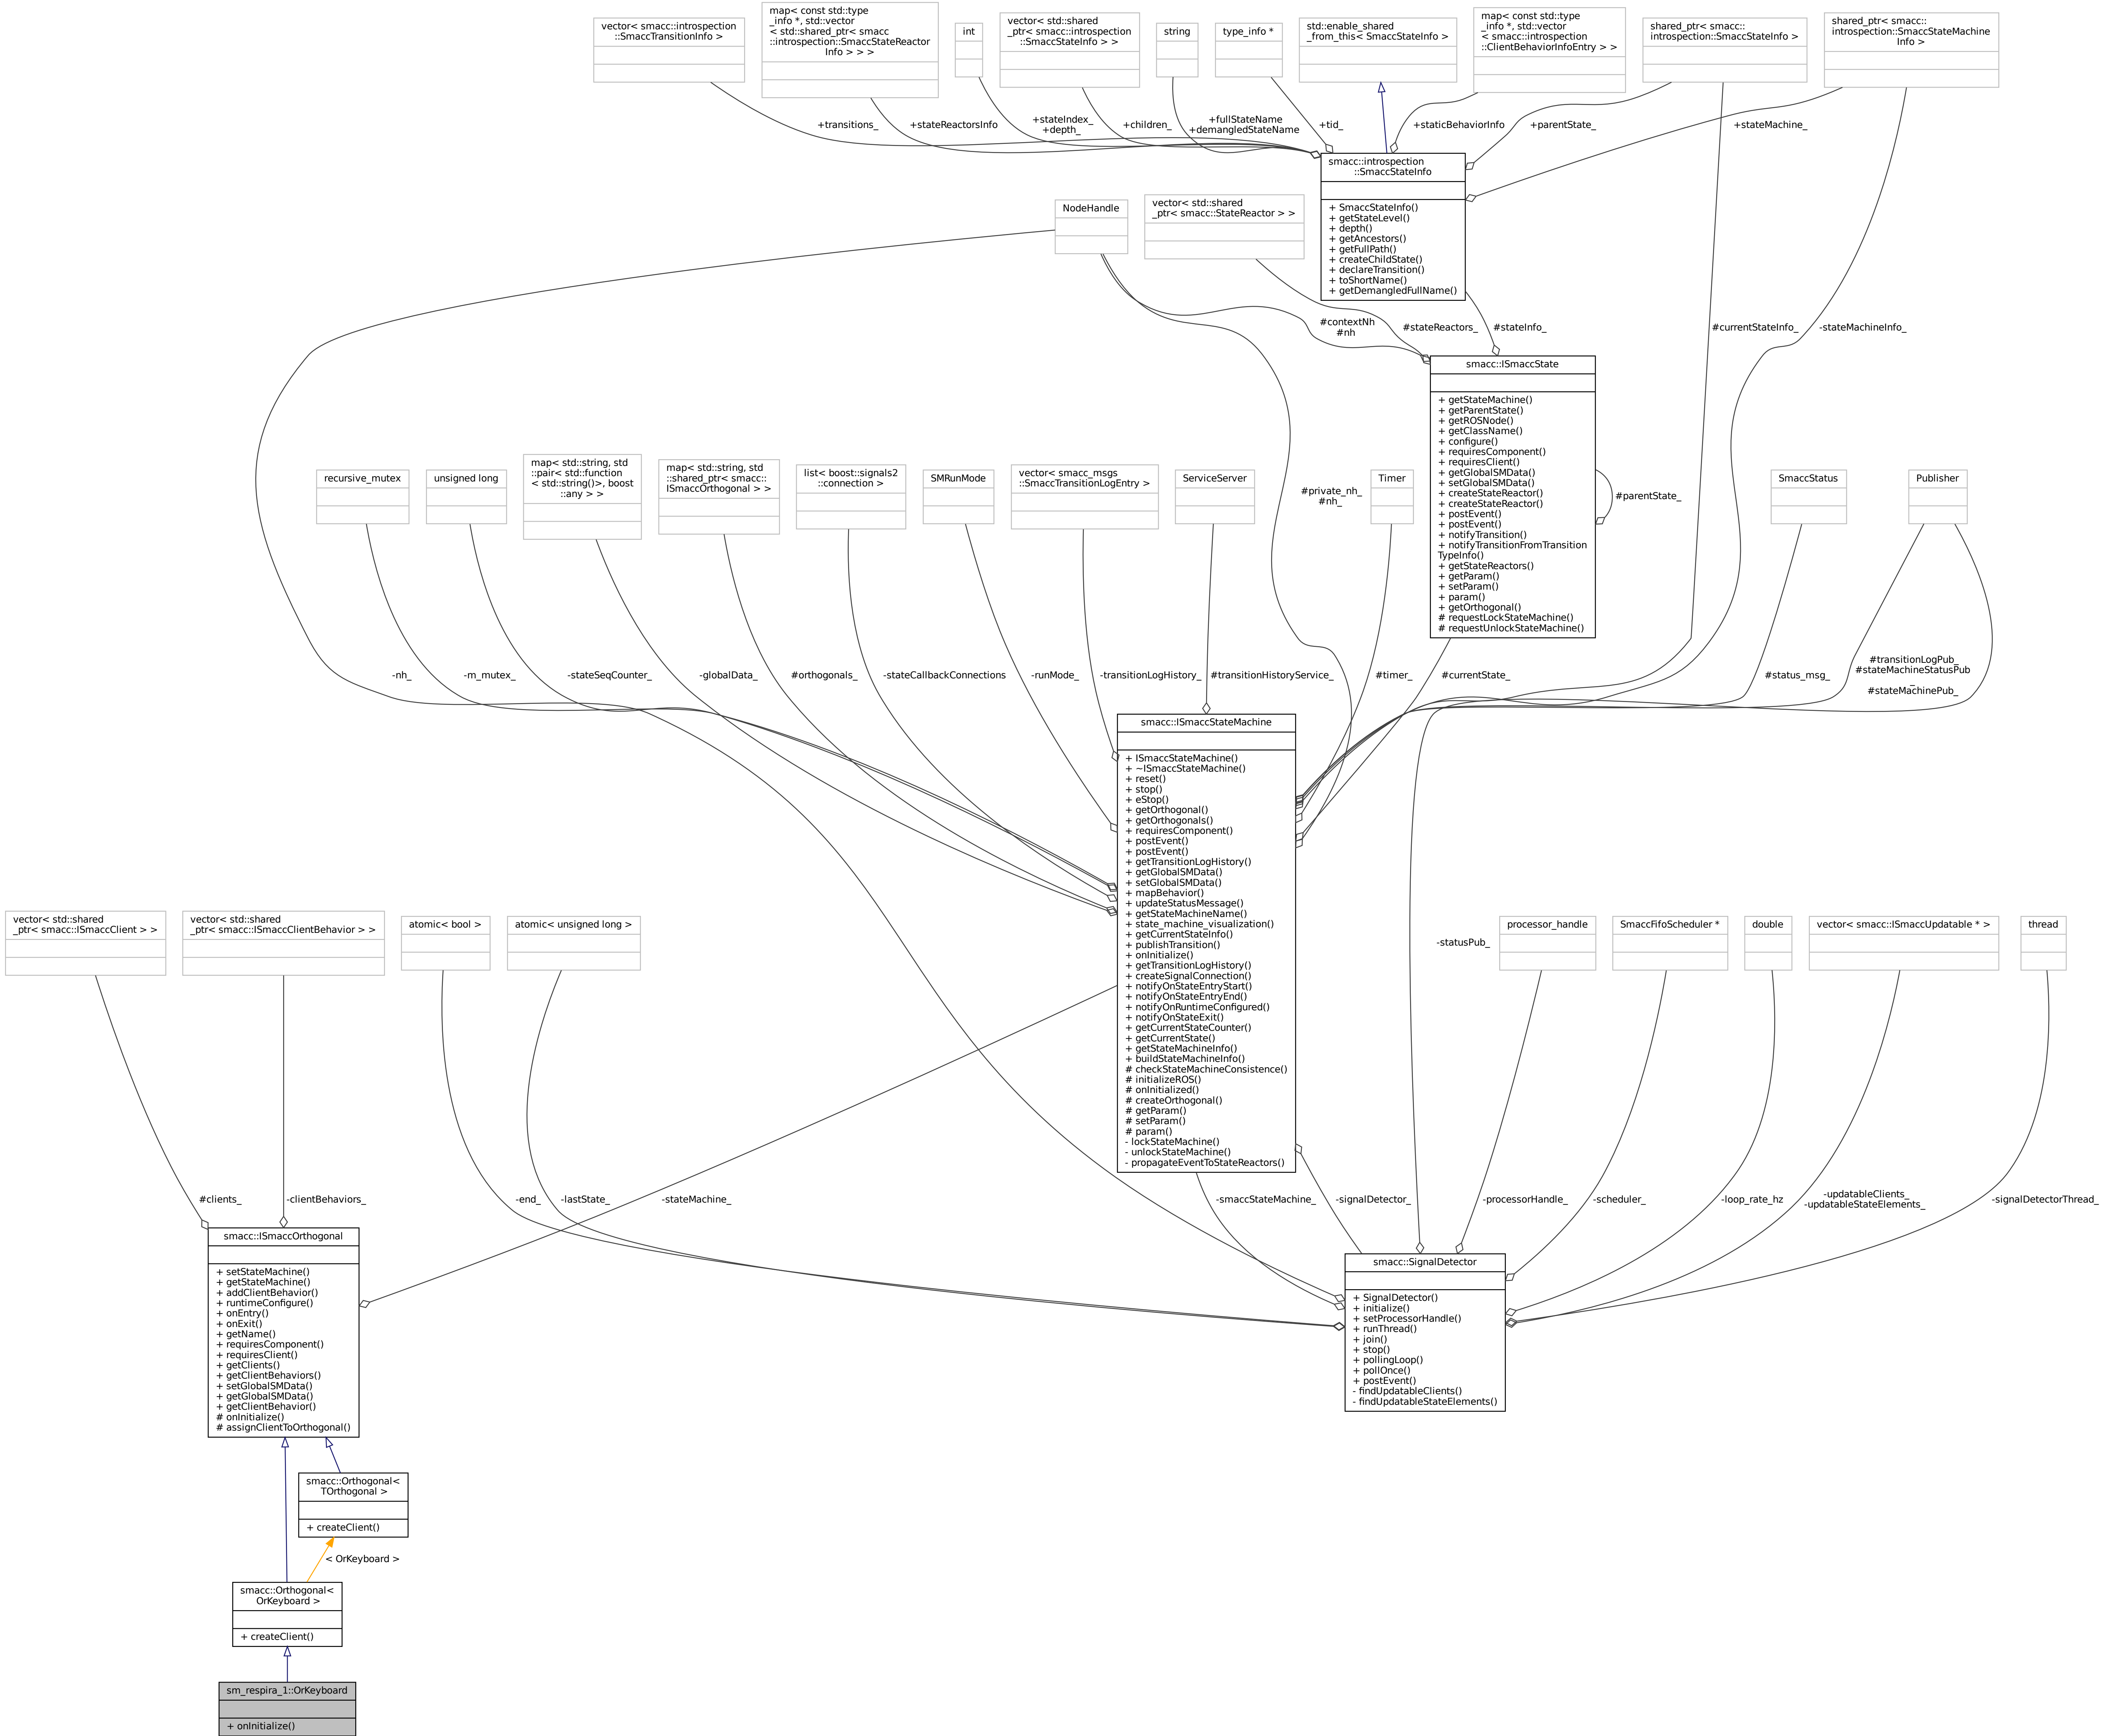 vector< smacc::introspection
::SmaccTransitionInfo >
map< const std::type
_info *, std::vector
< std::shared_ptr< smacc
::introspection::SmaccStateReactor
Info > > >
int
vector< std::shared
_ptr< smacc::introspection
::SmaccStateInfo > >
string
type_info *
std::enable_shared
_from_this< SmaccStateInfo >
map< const std::type
_info *, std::vector
< smacc::introspection
::ClientBehaviorInfoEntry > >
shared_ptr< smacc::
introspection::SmaccStateInfo >
shared_ptr< smacc::
introspection::SmaccStateMachine
Info >
+transitions_
+stateReactorsInfo
+stateIndex_
+depth_
+children_
+fullStateName
+demangledStateName
+tid_
+staticBehaviorInfo
+parentState_
+stateMachine_
smacc::introspection
::SmaccStateInfo
+ SmaccStateInfo()
+ getStateLevel()
+ depth()
+ getAncestors()
+ getFullPath()
+ createChildState()
+ declareTransition()
+ toShortName()
+ getDemangledFullName()
NodeHandle
vector< std::shared
_ptr< smacc::StateReactor > >
#contextNh
#nh
#stateReactors_
#stateInfo_
#currentStateInfo_
-stateMachineInfo_
smacc::ISmaccState
+ getStateMachine()
+ getParentState()
+ getROSNode()
+ getClassName()
+ configure()
+ requiresComponent()
+ requiresClient()
+ getGlobalSMData()
+ setGlobalSMData()
+ createStateReactor()
+ createStateReactor()
+ postEvent()
+ postEvent()
+ notifyTransition()
+ notifyTransitionFromTransition
TypeInfo()
+ getStateReactors()
+ getParam()
+ setParam()
+ param()
+ getOrthogonal()
# requestLockStateMachine()
# requestUnlockStateMachine()
#parentState_
recursive_mutex
unsigned long
map< std::string, std
::pair< std::function
< std::string()>, boost
::any > >
map< std::string, std
::shared_ptr< smacc::
ISmaccOrthogonal > >
list< boost::signals2
::connection >
SMRunMode
vector< smacc_msgs
::SmaccTransitionLogEntry >
ServiceServer
#private_nh_
#nh_
Timer
SmaccStatus
Publisher
-nh_
-m_mutex_
-stateSeqCounter_
-globalData_
#orthogonals_
-stateCallbackConnections
-runMode_
-transitionLogHistory_
#transitionHistoryService_
#timer_
#currentState_
#status_msg_
#transitionLogPub_
#stateMachineStatusPub
_
#stateMachinePub_
smacc::ISmaccStateMachine
+ ISmaccStateMachine()
+ ~ISmaccStateMachine()
+ reset()
+ stop()
+ eStop()
+ getOrthogonal()
+ getOrthogonals()
+ requiresComponent()
+ postEvent()
+ postEvent()
+ getTransitionLogHistory()
+ getGlobalSMData()
+ setGlobalSMData()
+ mapBehavior()
+ updateStatusMessage()
+ getStateMachineName()
+ state_machine_visualization()
+ getCurrentStateInfo()
+ publishTransition()
+ onInitialize()
+ getTransitionLogHistory()
+ createSignalConnection()
+ notifyOnStateEntryStart()
+ notifyOnStateEntryEnd()
+ notifyOnRuntimeConfigured()
+ notifyOnStateExit()
+ getCurrentStateCounter()
+ getCurrentState()
+ getStateMachineInfo()
+ buildStateMachineInfo()
# checkStateMachineConsistence()
# initializeROS()
# onInitialized()
# createOrthogonal()
# getParam()
# setParam()
# param()
- lockStateMachine()
- unlockStateMachine()
- propagateEventToStateReactors()
vector< std::shared
_ptr< smacc::ISmaccClient > >
vector< std::shared
_ptr< smacc::ISmaccClientBehavior > >
atomic< bool >
atomic< unsigned long >
-statusPub_
processor_handle
SmaccFifoScheduler *
double
vector< smacc::ISmaccUpdatable * >
thread
#clients_
-clientBehaviors_
-end_
-lastState_
-stateMachine_
-smaccStateMachine_
-signalDetector_
-processorHandle_
-scheduler_
-loop_rate_hz
-updatableClients_
-updatableStateElements_
-signalDetectorThread_
smacc::ISmaccOrthogonal
+ setStateMachine()
+ getStateMachine()
+ addClientBehavior()
+ runtimeConfigure()
+ onEntry()
+ onExit()
+ getName()
+ requiresComponent()
+ requiresClient()
+ getClients()
+ getClientBehaviors()
+ setGlobalSMData()
+ getGlobalSMData()
+ getClientBehavior()
# onInitialize()
# assignClientToOrthogonal()
smacc::SignalDetector
+ SignalDetector()
+ initialize()
+ setProcessorHandle()
+ runThread()
+ join()
+ stop()
+ pollingLoop()
+ pollOnce()
+ postEvent()
- findUpdatableClients()
- findUpdatableStateElements()
smacc::Orthogonal<
TOrthogonal >
+ createClient()
< OrKeyboard >
smacc::Orthogonal<
OrKeyboard >
+ createClient()
sm_respira_1::OrKeyboard
+ onInitialize()